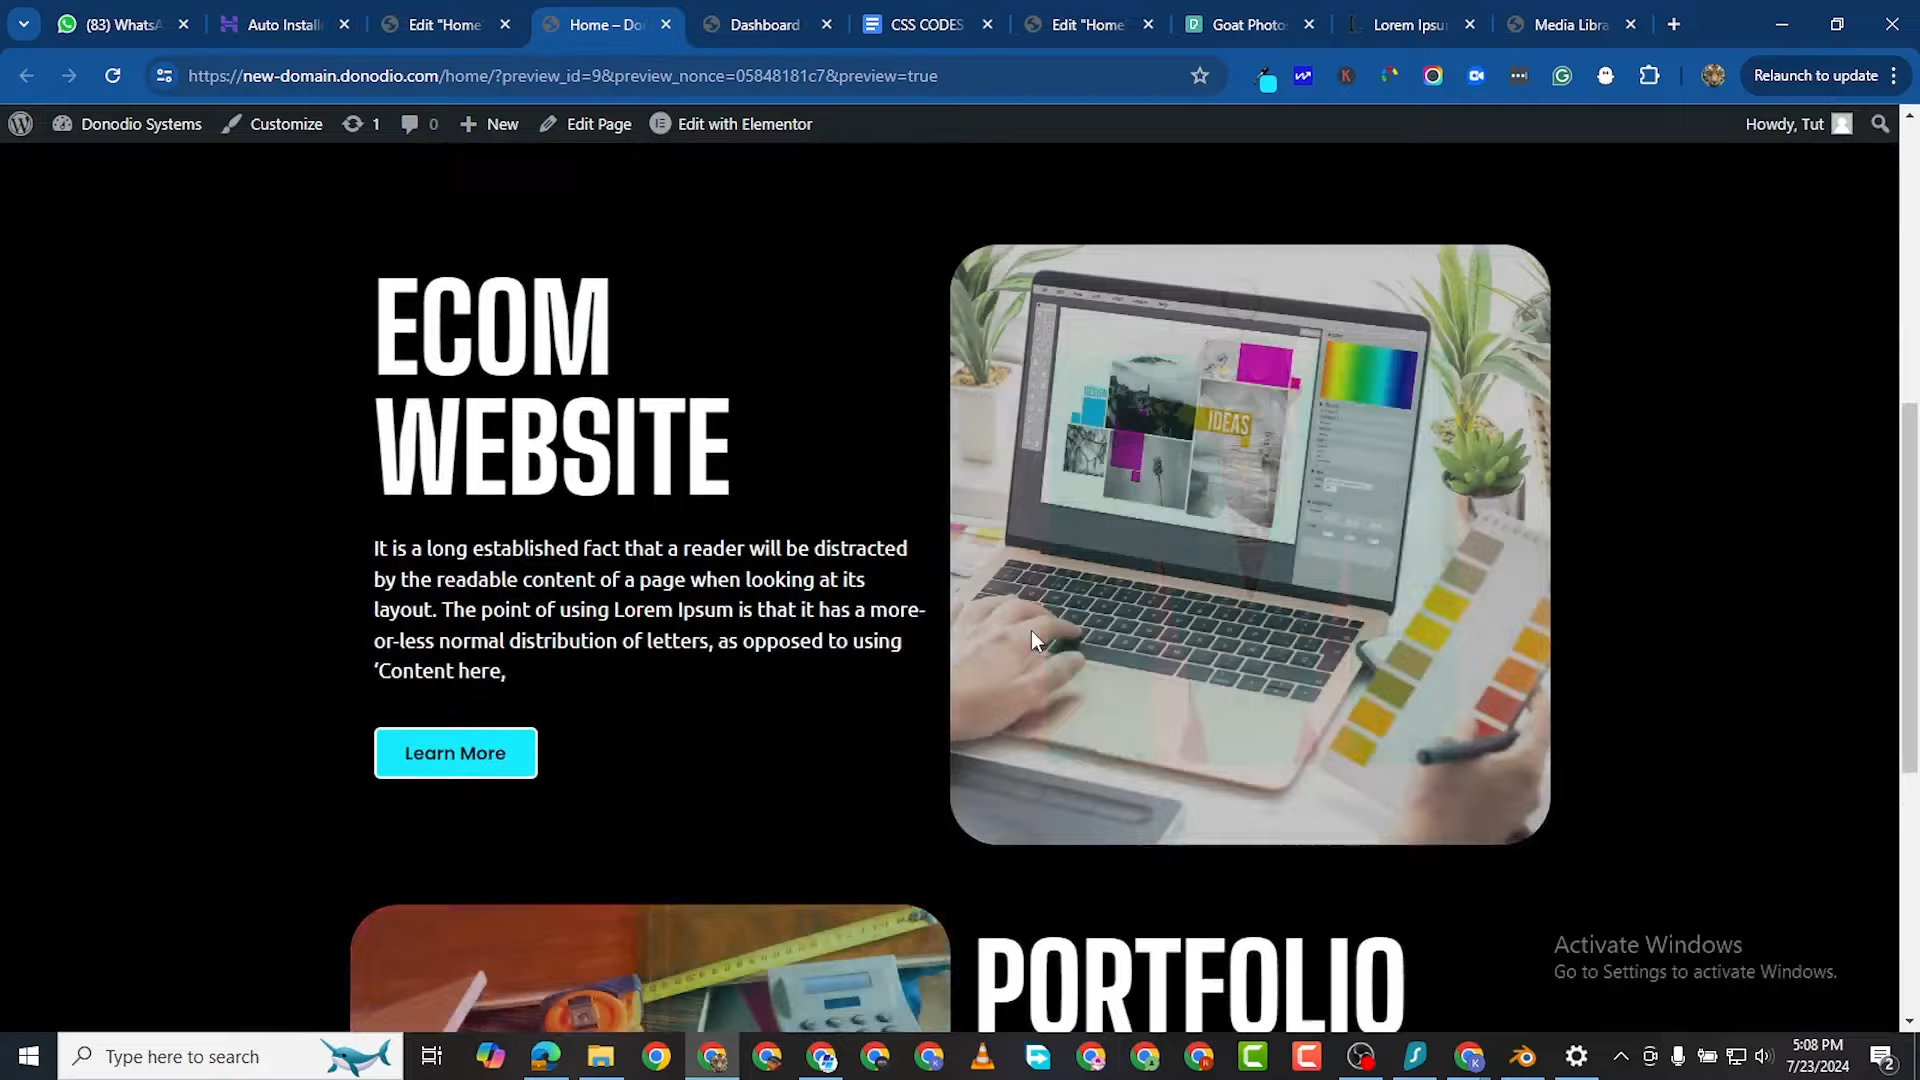 (83) WhatsA
Auto Install
Edit "Home
Home – Do
Dashboard
CSS CODES
Edit "Home
Goat Photo
Lorem Ipsu
Media Libra
https://new-domain.donodio.com/home/?preview_id=9&preview_nonce=05848181c7&preview=true
Relaunch to update
Donodio Systems
Customize
1
0
New
Edit Page
Edit with Elementor
Howdy, Tut
ECOM
WEBSITE
It is a long established fact that a reader will be distracted
by the readable content of a page when looking at its
layout. The point of using Lorem Ipsum is that it has a more-
or-less normal distribution of letters, as opposed to using
‘Content here,
Learn More
DESIGN
IDEAS
PORTFOLIO
Activate Windows
Go to Settings to activate Windows.
Type here to search
5:08 PM
7/23/2024
2